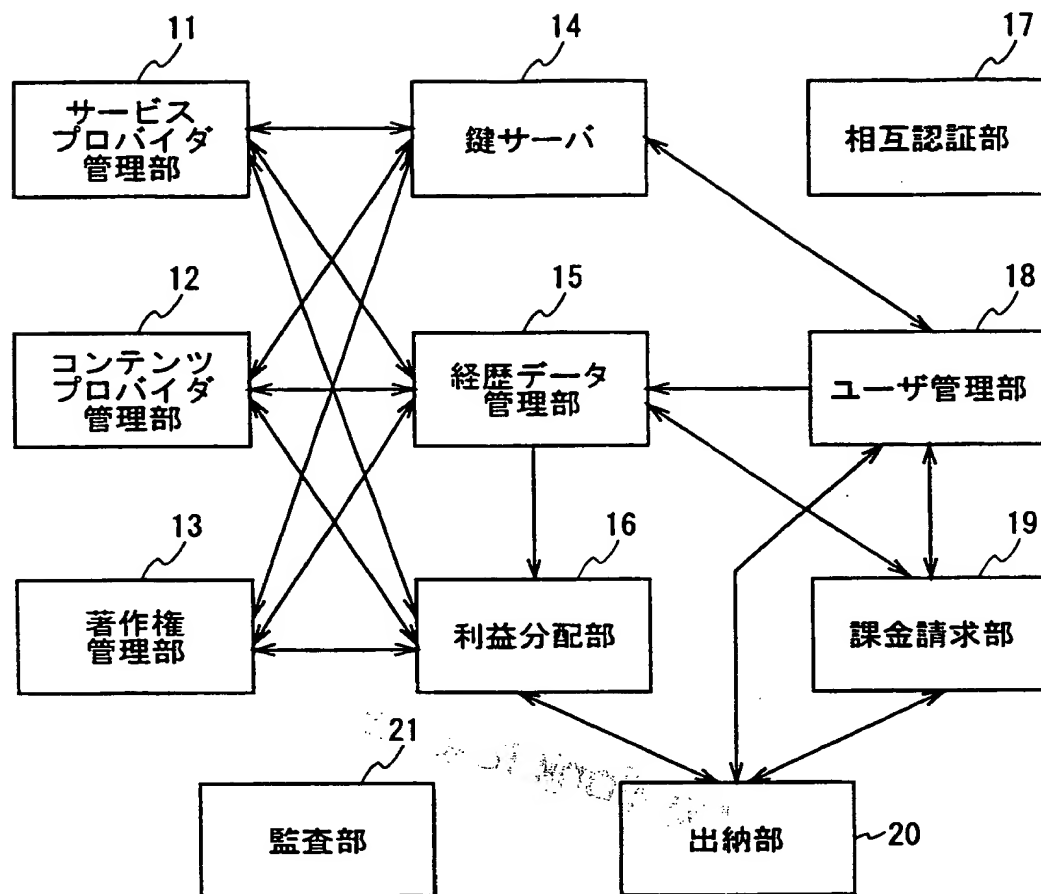 11
サービス
プロバイダ
管理部
14
鍵サーバ
17
相互認証部
12
コンテンツ
プロバイダ
管理部
15
経歴データ
管理部
18
ユーザ管理部
13
著作権
管理部
16
利益分配部
19
課金請求部
21
監査部
出納部
20